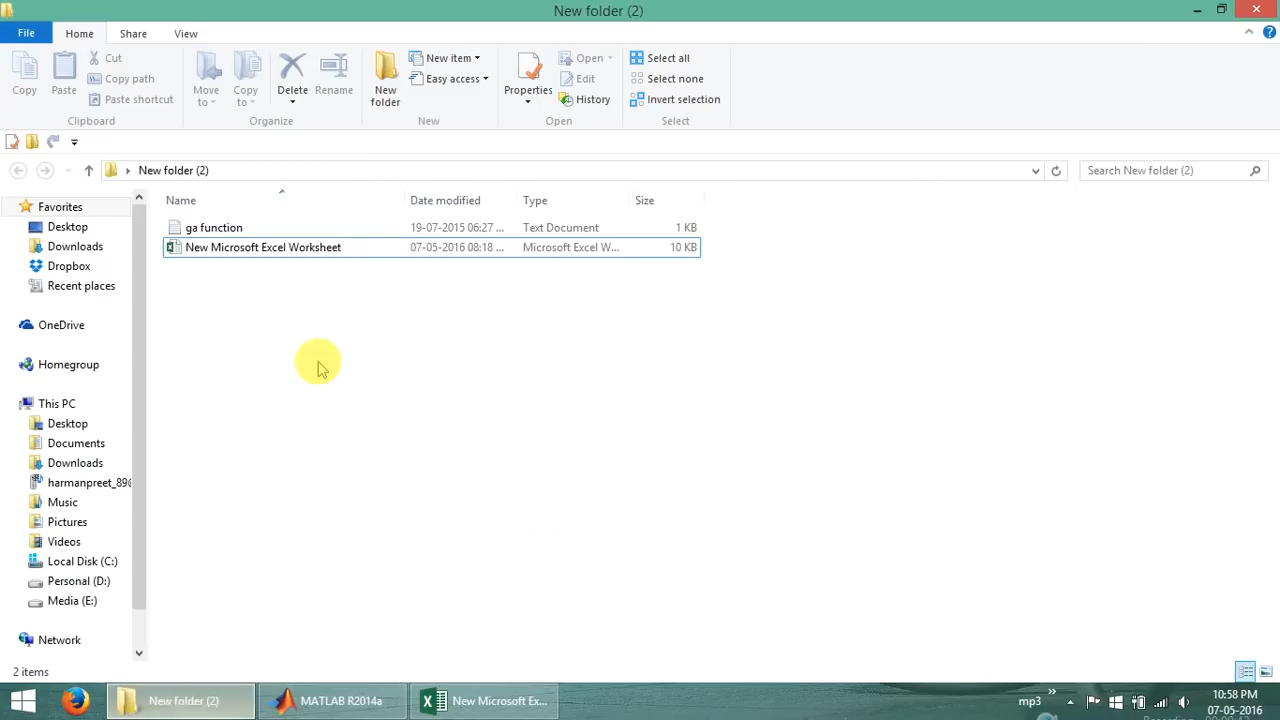 New folder (2)
File Home Share View
Copy
Paste
Cut
Copy path
Paste shortcut
Clipboard
Move to
Copy to
Delete
Rename
Organize
New folder
New item
Easy access
New
Properties
Open
Edit
History
Open
Select all
Select none
Invert selection
Select
New folder (2)
Search New folder (2)
Name Date modified Type Size
ga function 19-07-2015 06:27 ... Text Document 1 KB
New Microsoft Excel Worksheet 07-05-2016 08:18 ... Microsoft Excel W... 10 KB
Favorites
Desktop
Downloads
Dropbox
Recent places
OneDrive
Homegroup
This PC
Desktop
Documents
Downloads
harmanpreet_89@
Music
Pictures
Videos
Local Disk (C:)
Personal (D:)
Media (E:)
Network
2 items
New folder (2)
MATLAB R2014a
New Microsoft Ex...
mp3
10:58 PM
07-05-2016